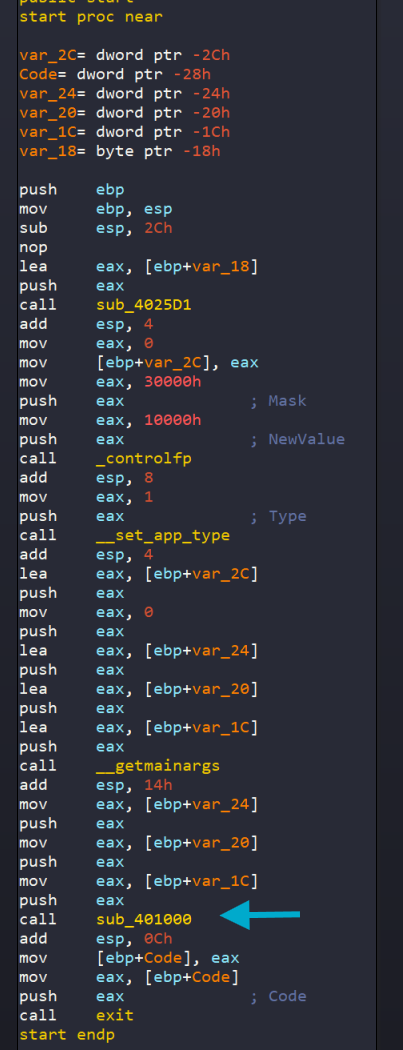 public start
start proc near
var_2C= dword ptr -2Ch
Code= dword ptr -28h
var_24= dword ptr -24h
var_20= dword ptr -20h
var_1C= dword ptr -1Ch
var_18= byte ptr -18h
push ebp
mov ebp, esp
sub esp, 2Ch
nop
lea eax, [ebp+var_18]
push eax
call sub_4025D1
add esp, 4
mov eax, 0
mov [ebp+var_2C], eax
mov eax, 30000h
push eax ; Mask
mov eax, 10000h
push eax ; NewValue
call _controlfp
add esp, 8
mov eax, 1
push eax ; Type
call __set_app_type
add esp, 4
lea eax, [ebp+var_2C]
push eax
mov eax, 0
push eax
lea eax, [ebp+var_24]
push eax
lea eax, [ebp+var_20]
push eax
lea eax, [ebp+var_1C]
push eax
call __getmainargs
add esp, 14h
mov eax, [ebp+var_24]
push eax
mov eax, [ebp+var_20]
push eax
mov eax, [ebp+var_1C]
push eax
call sub_401000
add esp, 0Ch
mov [ebp+Code], eax
mov eax, [ebp+Code]
push eax ; Code
call exit
start endp